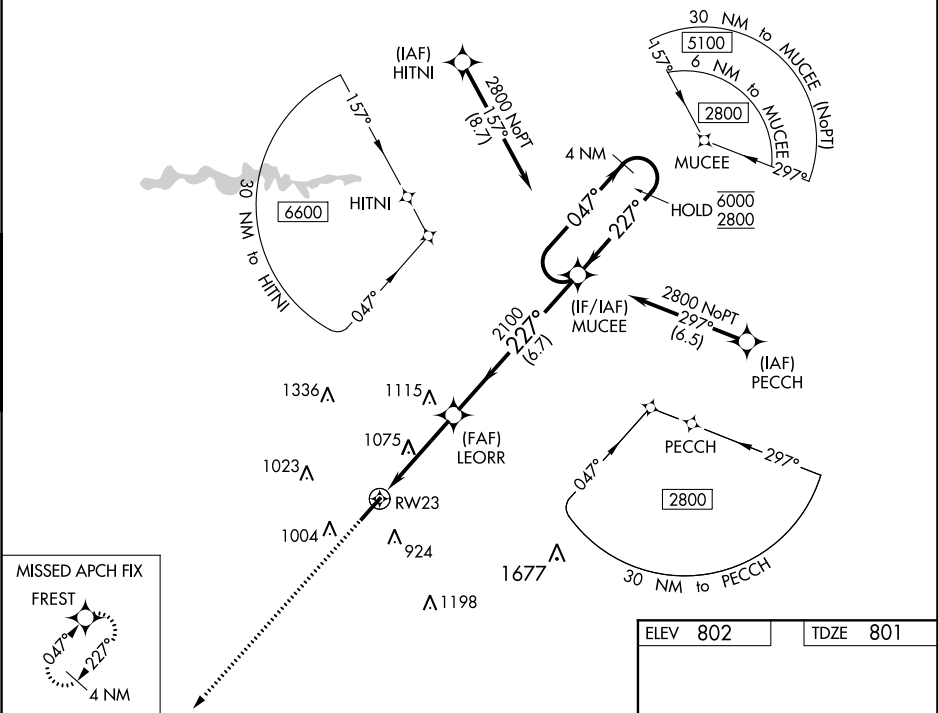 (IAF)
HITNI
2800 NoPT
157°
(8.7)
30 NM to MUCEE (NoPT)
5100
157°
6 NM to MUCEE
2800
MUCEE
297°
157°
HITNI
6600
30 NM to HITNI
047°
4 NM
047°
227°
HOLD 6000
2800
(IF/IAF)
MUCEE
2800 NoPT
297°
(6.5)
(IAF)
PECCH
2100
227°
(6.7)
1336
1115
(FAF)
LEORR
1075
1023
RW23
1004
924
1677
1198
PECCH
047°
297°
2800
30 NM to PECCH
MISSED APCH FIX
FREST
047°
227°
4 NM
ELEV 802
TDZE 801